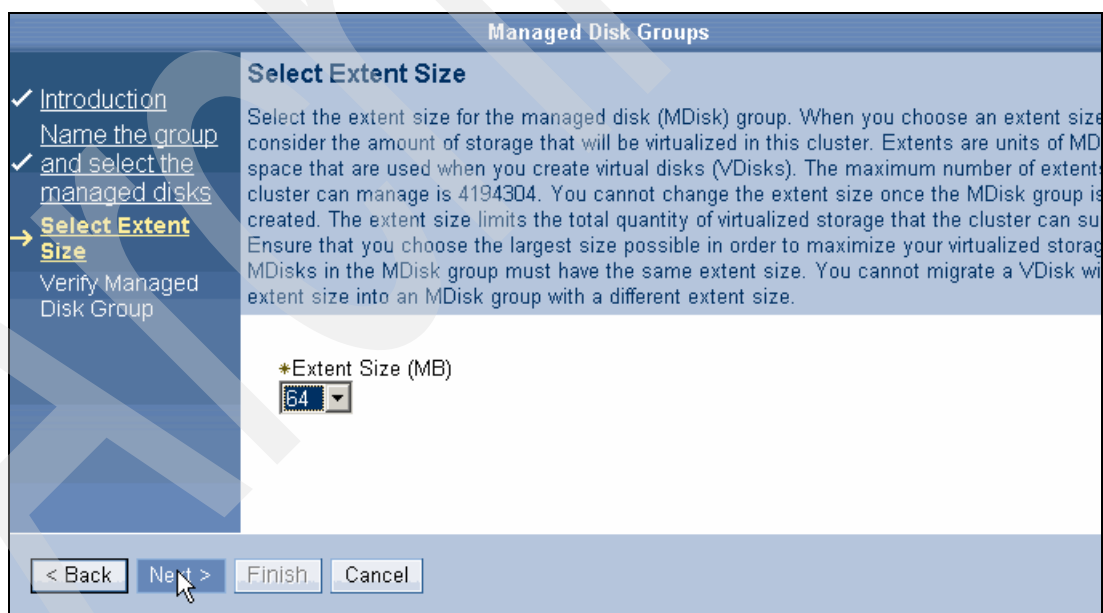 Managed Disk Groups
Introduction
Name the group
and select the
managed disks
Select Extent
Size
Verify Managed
Disk Group
Select Extent Size
Select the extent size for the managed disk (MDisk) group. When you choose an extent size
consider the amount of storage that will be virtualized in this cluster. Extents are units of MD
space that are used when you create virtual disks (VDisks). The maximum number of extents
cluster can manage is 4194304. You cannot change the extent size once the MDisk group is
created. The extent size limits the total quantity of virtualized storage that the cluster can su
Ensure that you choose the largest size possible in order to maximize your virtualized storag
MDisks in the MDisk group must have the same extent size. You cannot migrate a VDisk wi
extent size into an MDisk group with a different extent size.
*Extent Size (MB)
64
< Back Next > Finish Cancel